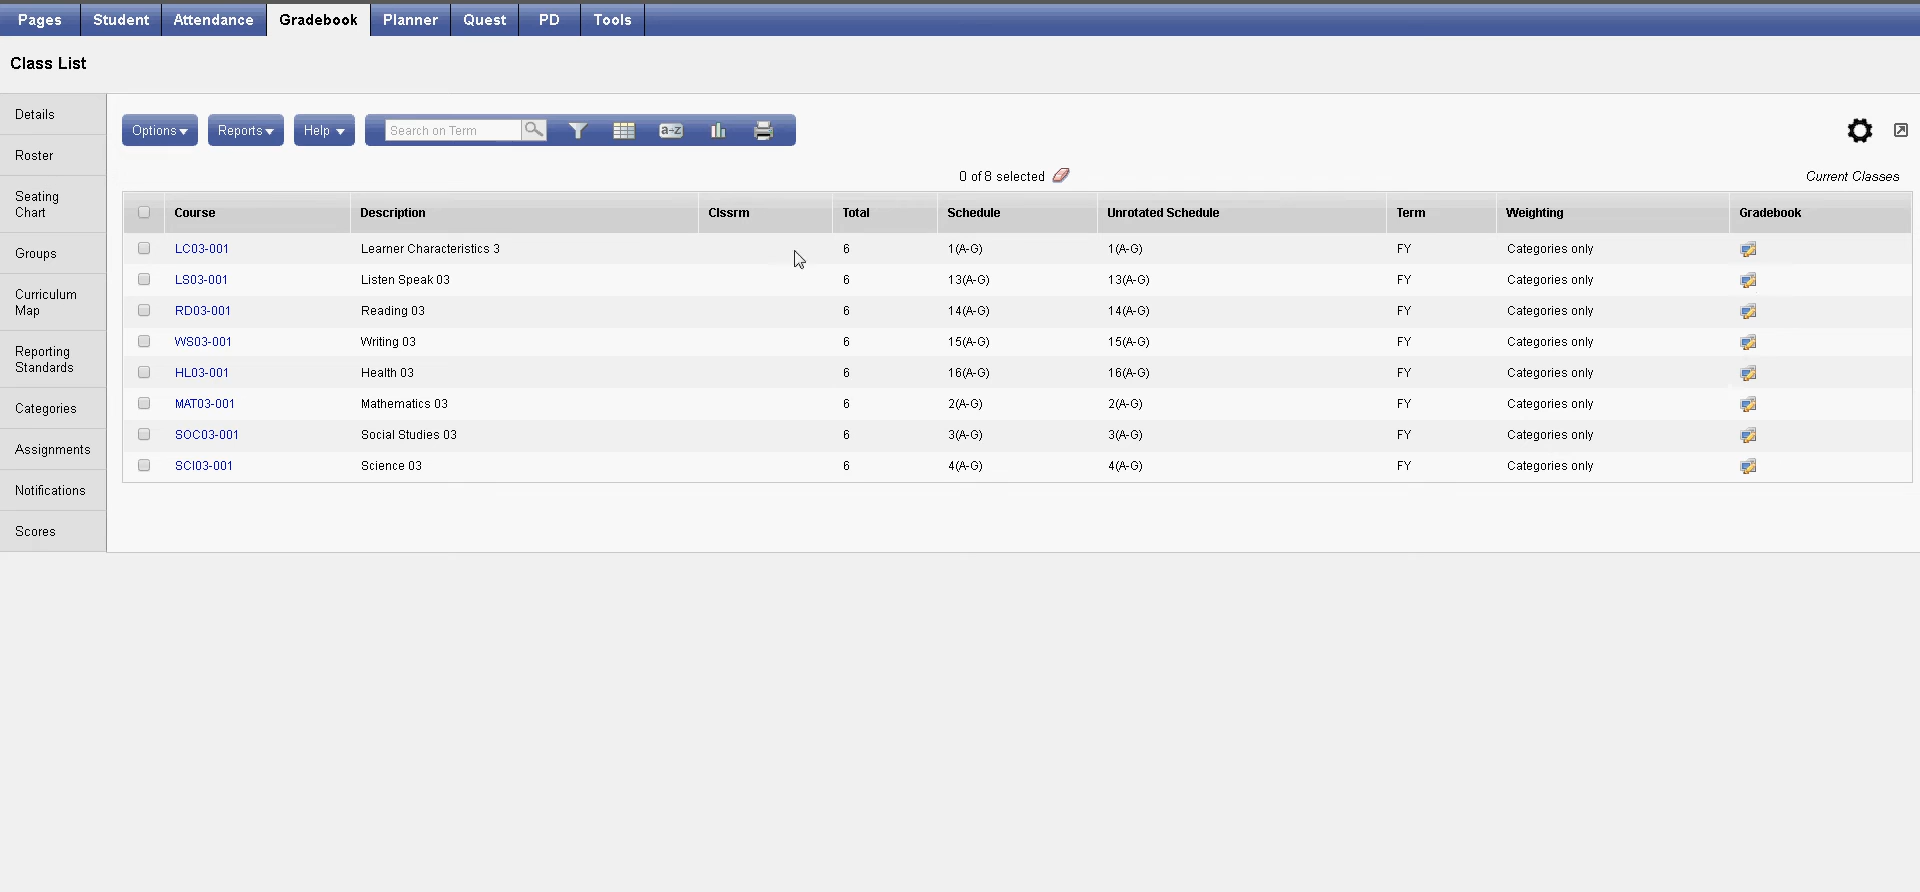 Pages Student Attendance Gradebook Planner Quest PD Tools
Class List
Details
Roster
Seating
Chart
Groups
Curriculum
Map
Reporting
Standards
Categories
Assignments
Notifications
Scores
Options Reports Help Search on Term a-z
0 of 8 selected Current Classes
Course Description Clssrm Total Schedule Unrotated Schedule Term Weighting Gradebook
LC03-001 Learner Characteristics 3 6 1(A-G) 1(A-G) FY Categories only
LS03-001 Listen Speak 03 6 13(A-G) 13(A-G) FY Categories only
RD03-001 Reading 03 6 14(A-G) 14(A-G) FY Categories only
WS03-001 Writing 03 6 15(A-G) 15(A-G) FY Categories only
HL03-001 Health 03 6 16(A-G) 16(A-G) FY Categories only
MAT03-001 Mathematics 03 6 2(A-G) 2(A-G) FY Categories only
SOC03-001 Social Studies 03 6 3(A-G) 3(A-G) FY Categories only
SCI03-001 Science 03 6 4(A-G) 4(A-G) FY Categories only